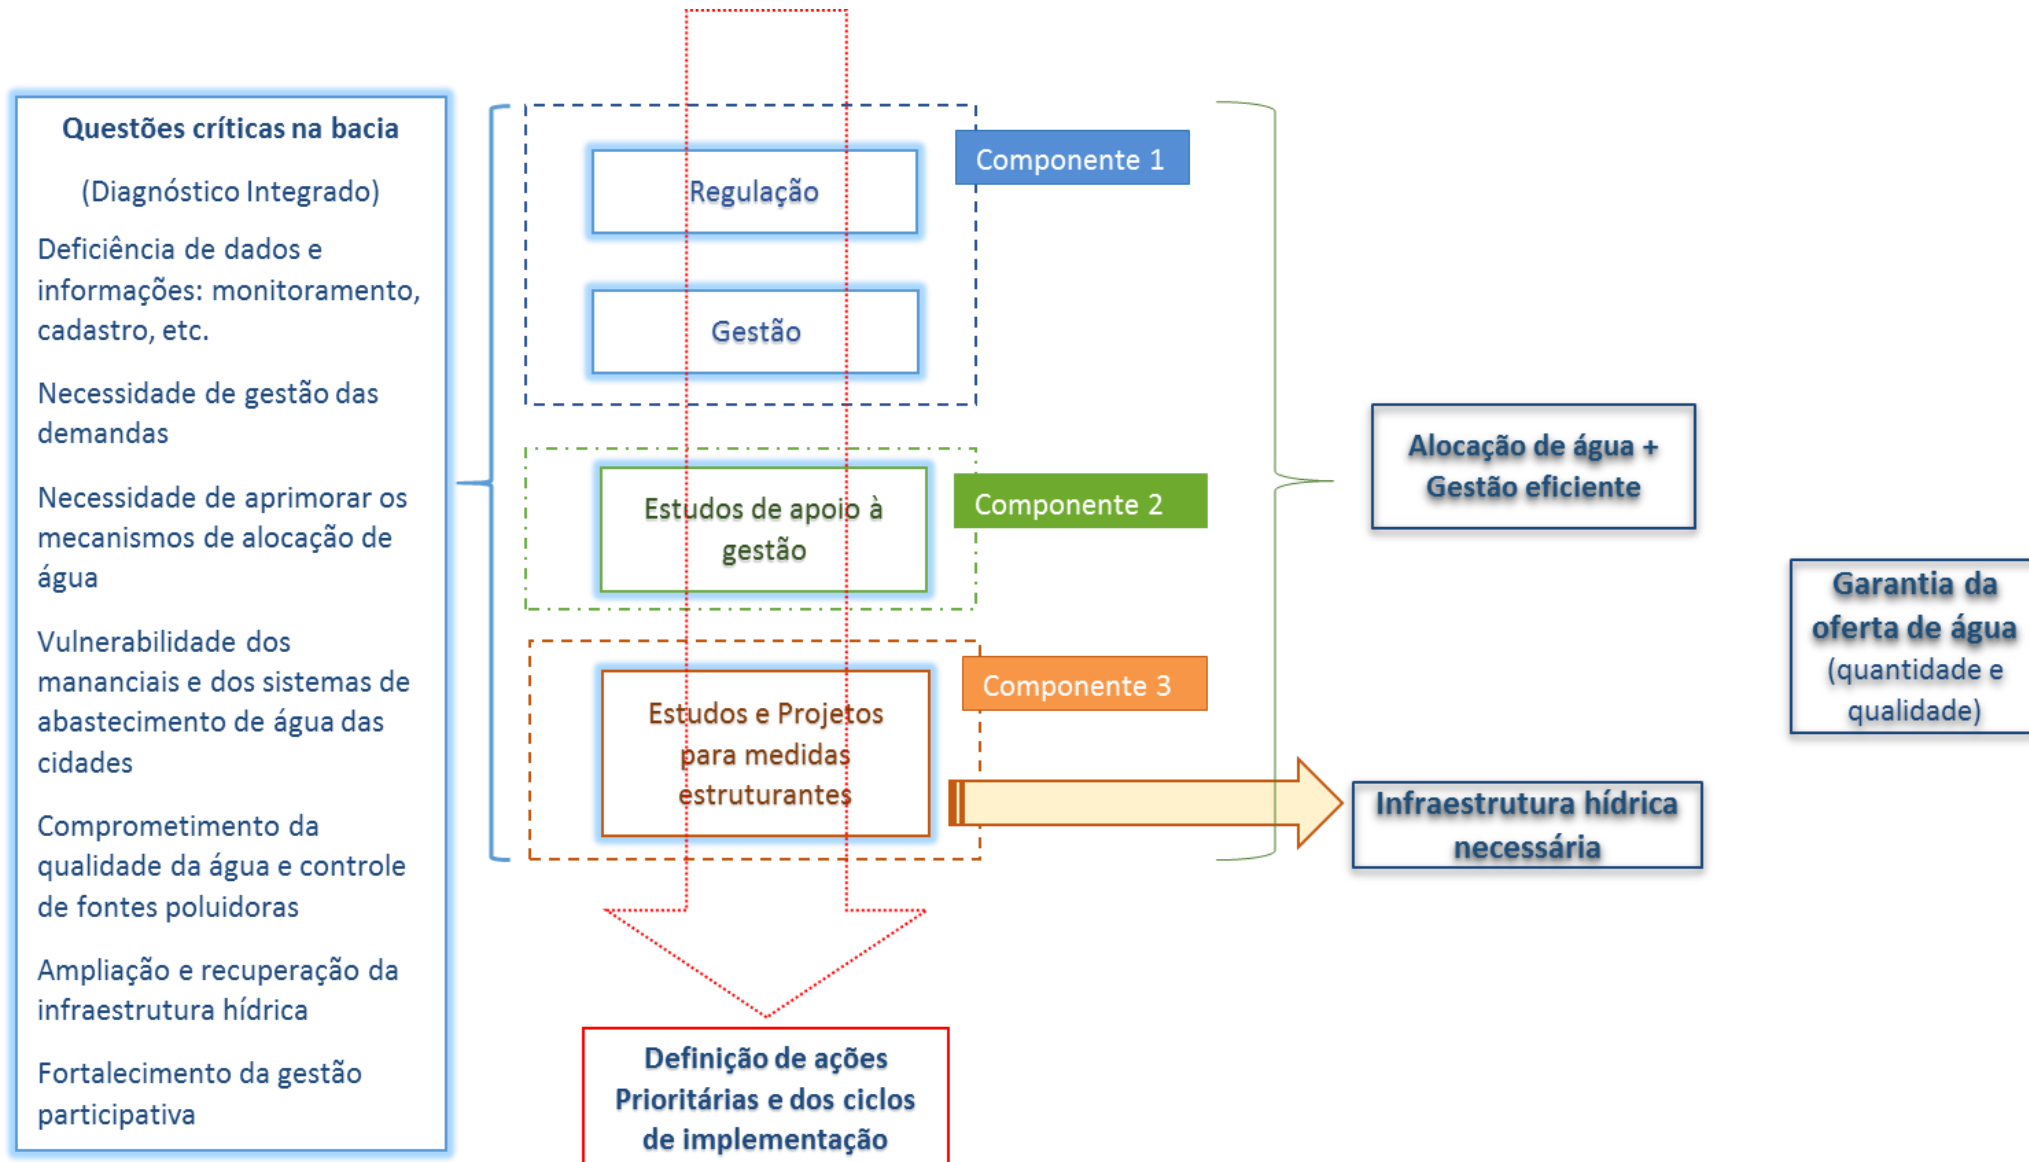 Questões críticas na bacia
(Diagnóstico Integrado)
Deficiência de dados e
informações: monitoramento,
cadastro, etc.
Necessidade de gestão das
demandas
Necessidade de aprimorar os
mecanismos de alocação de
água
Vulnerabilidade dos
mananciais e dos sistemas de
abastecimento de água das
cidades
Comprometimento da
qualidade da água e controle
de fontes poluidoras
Ampliação e recuperação da
infraestrutura hídrica
Fortalecimento da gestão
participativa
Componente 1
Regulação
Gestão
Componente 2
Estudos de apoio à
gestão
Componente 3
Estudos e Projetos
para medidas
estruturantes
Definição de ações
Prioritárias e dos ciclos
de implementação
Alocação de água +
Gestão eficiente
Infraestrutura hídrica
necessária
Garantia da
oferta de água
(quantidade e
qualidade)